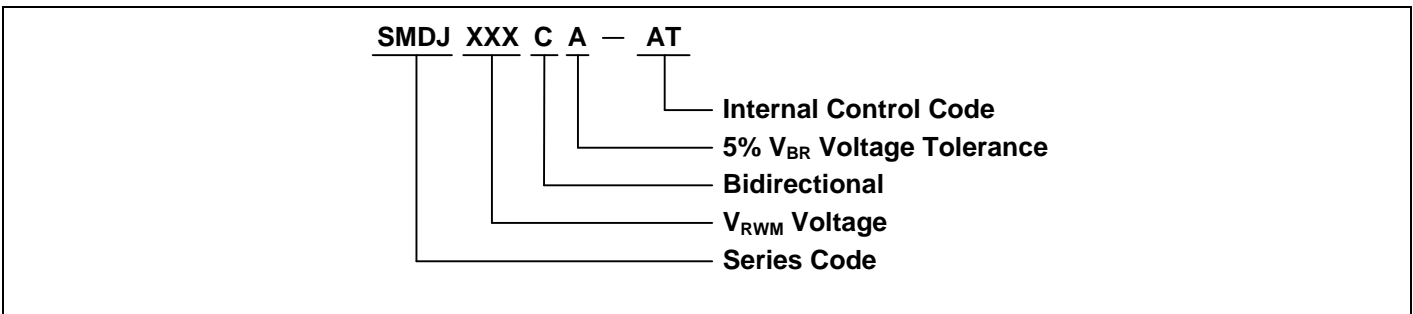 SMDJ XXX C A — AT
Internal Control Code
5% VBR Voltage Tolerance
Bidirectional
VRWM Voltage
Series Code